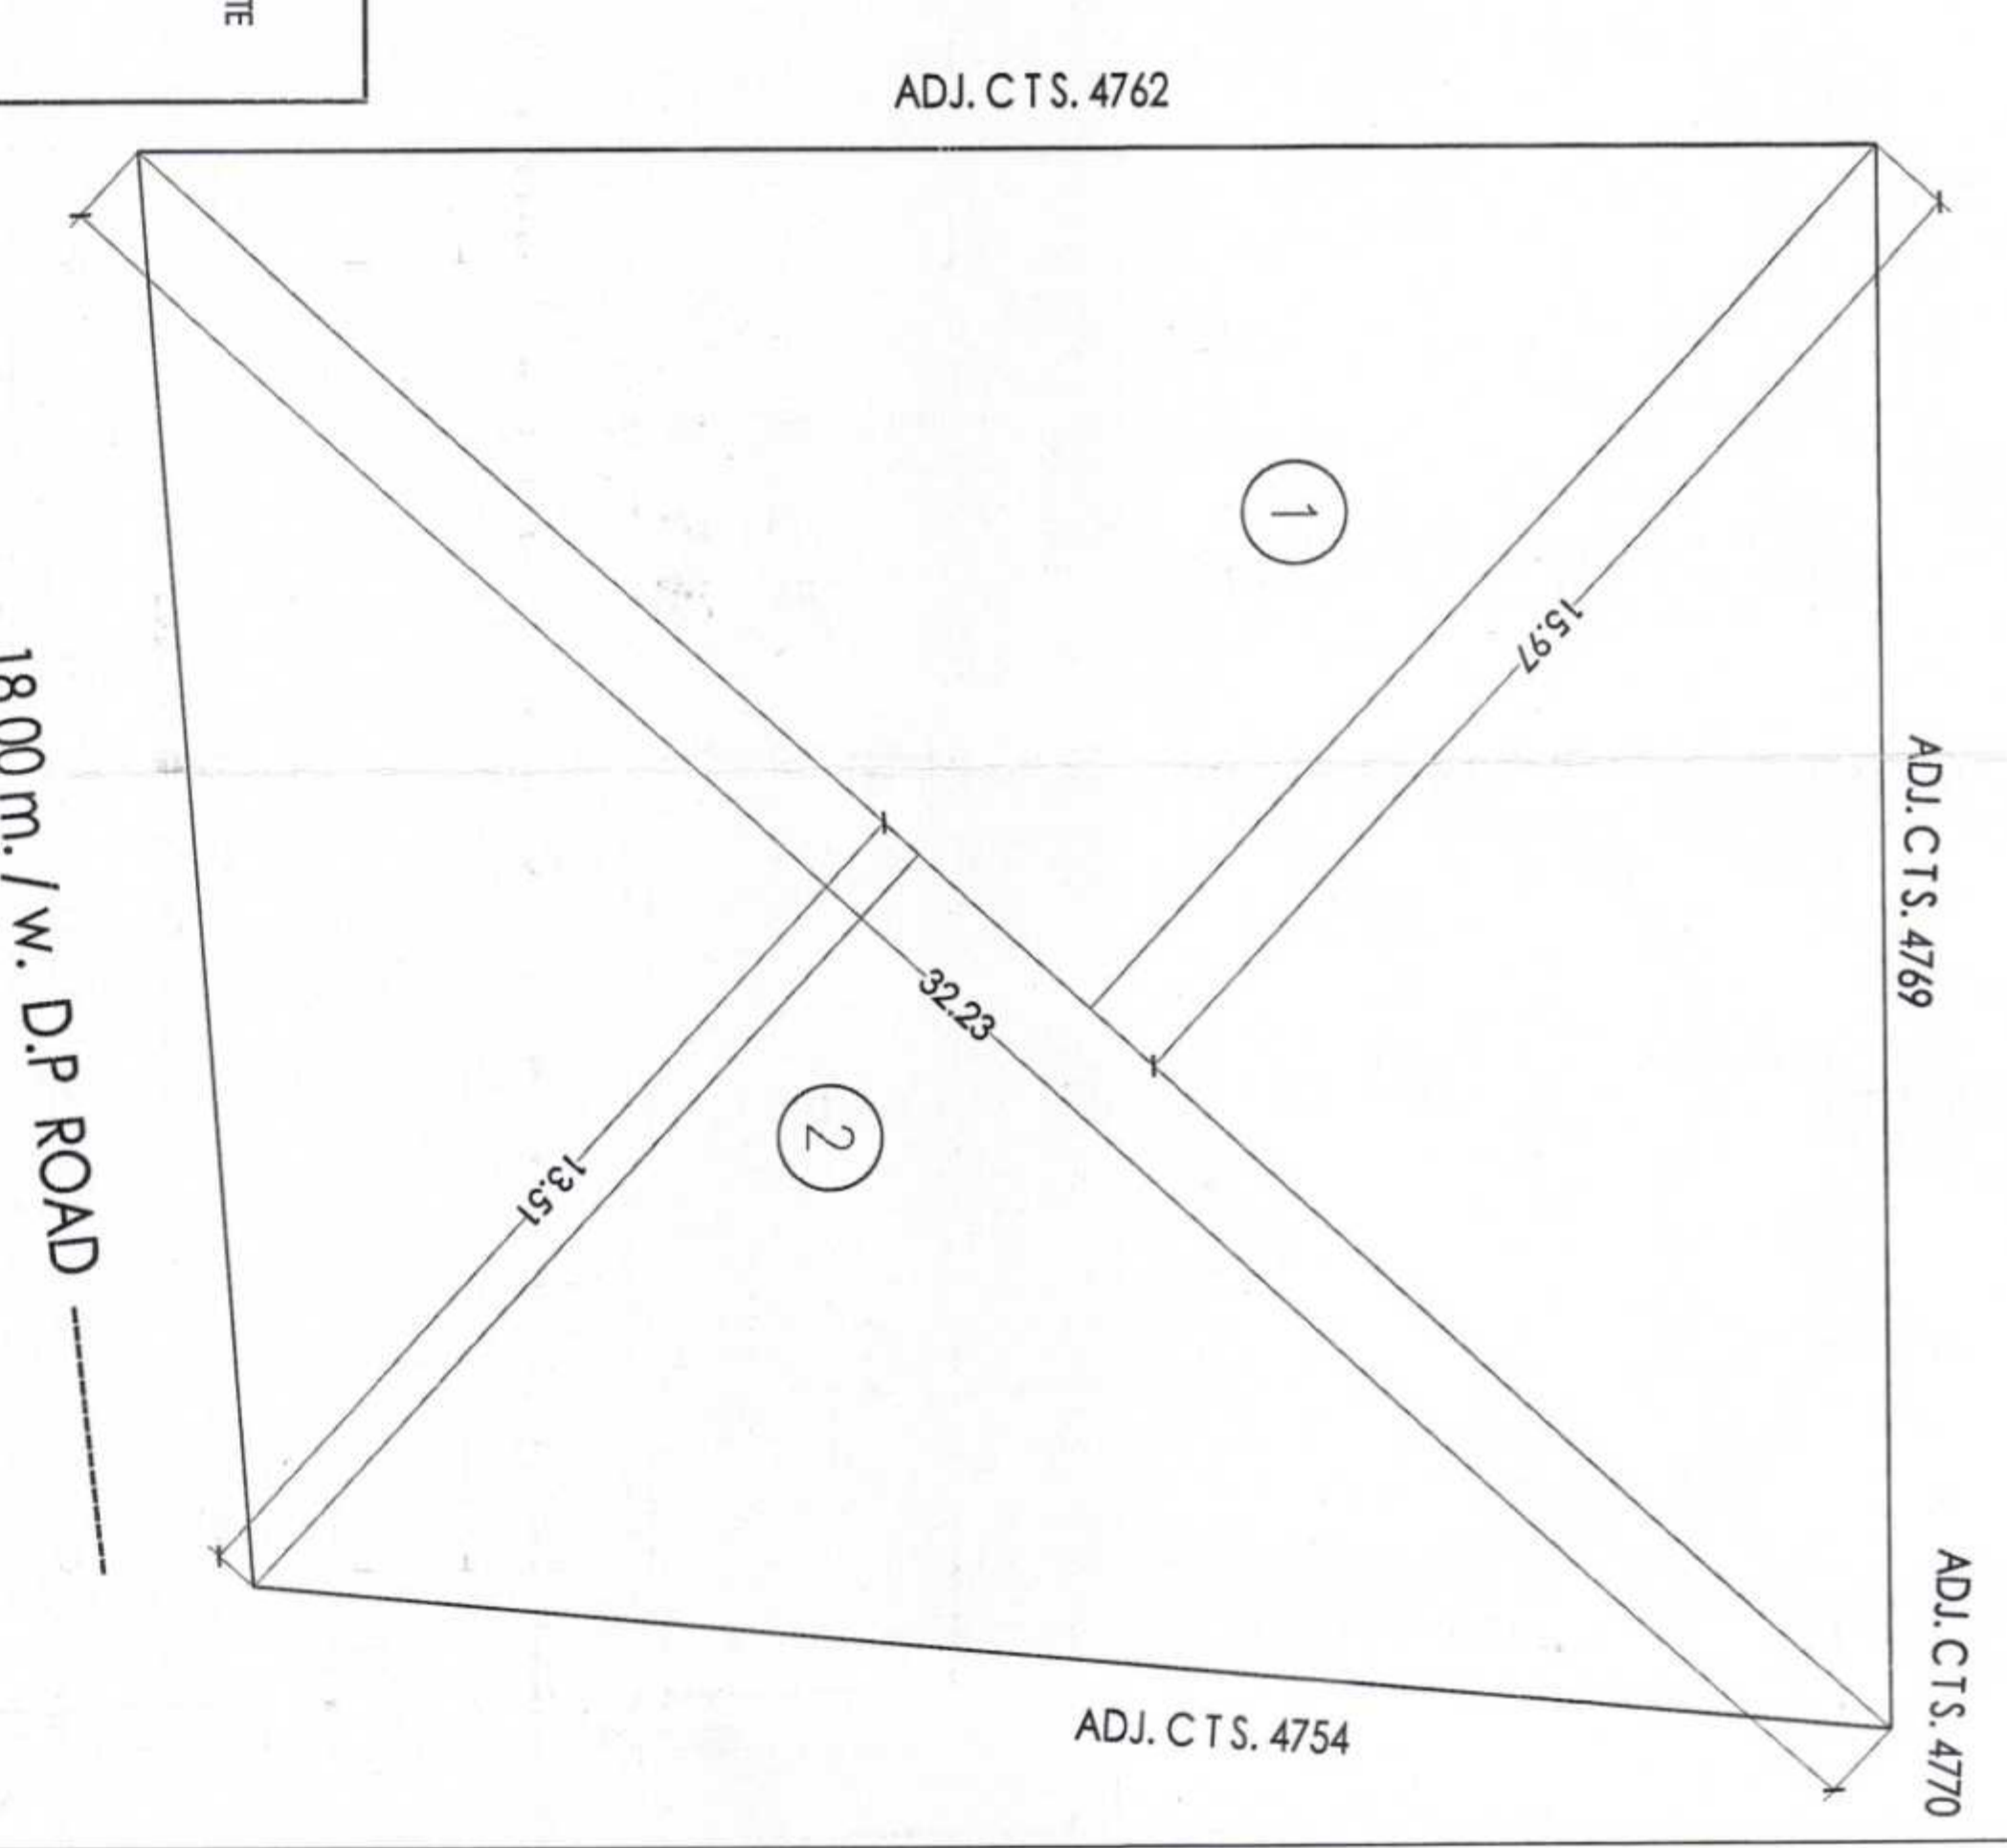 TE
ADJ. C T S. 4762
1
15.97
ADJ. C T S. 4769
32.23
2
13.51
18 00 m. / w. D.P ROAD
ADJ. C T S. 4754
ADJ. C T S. 4770